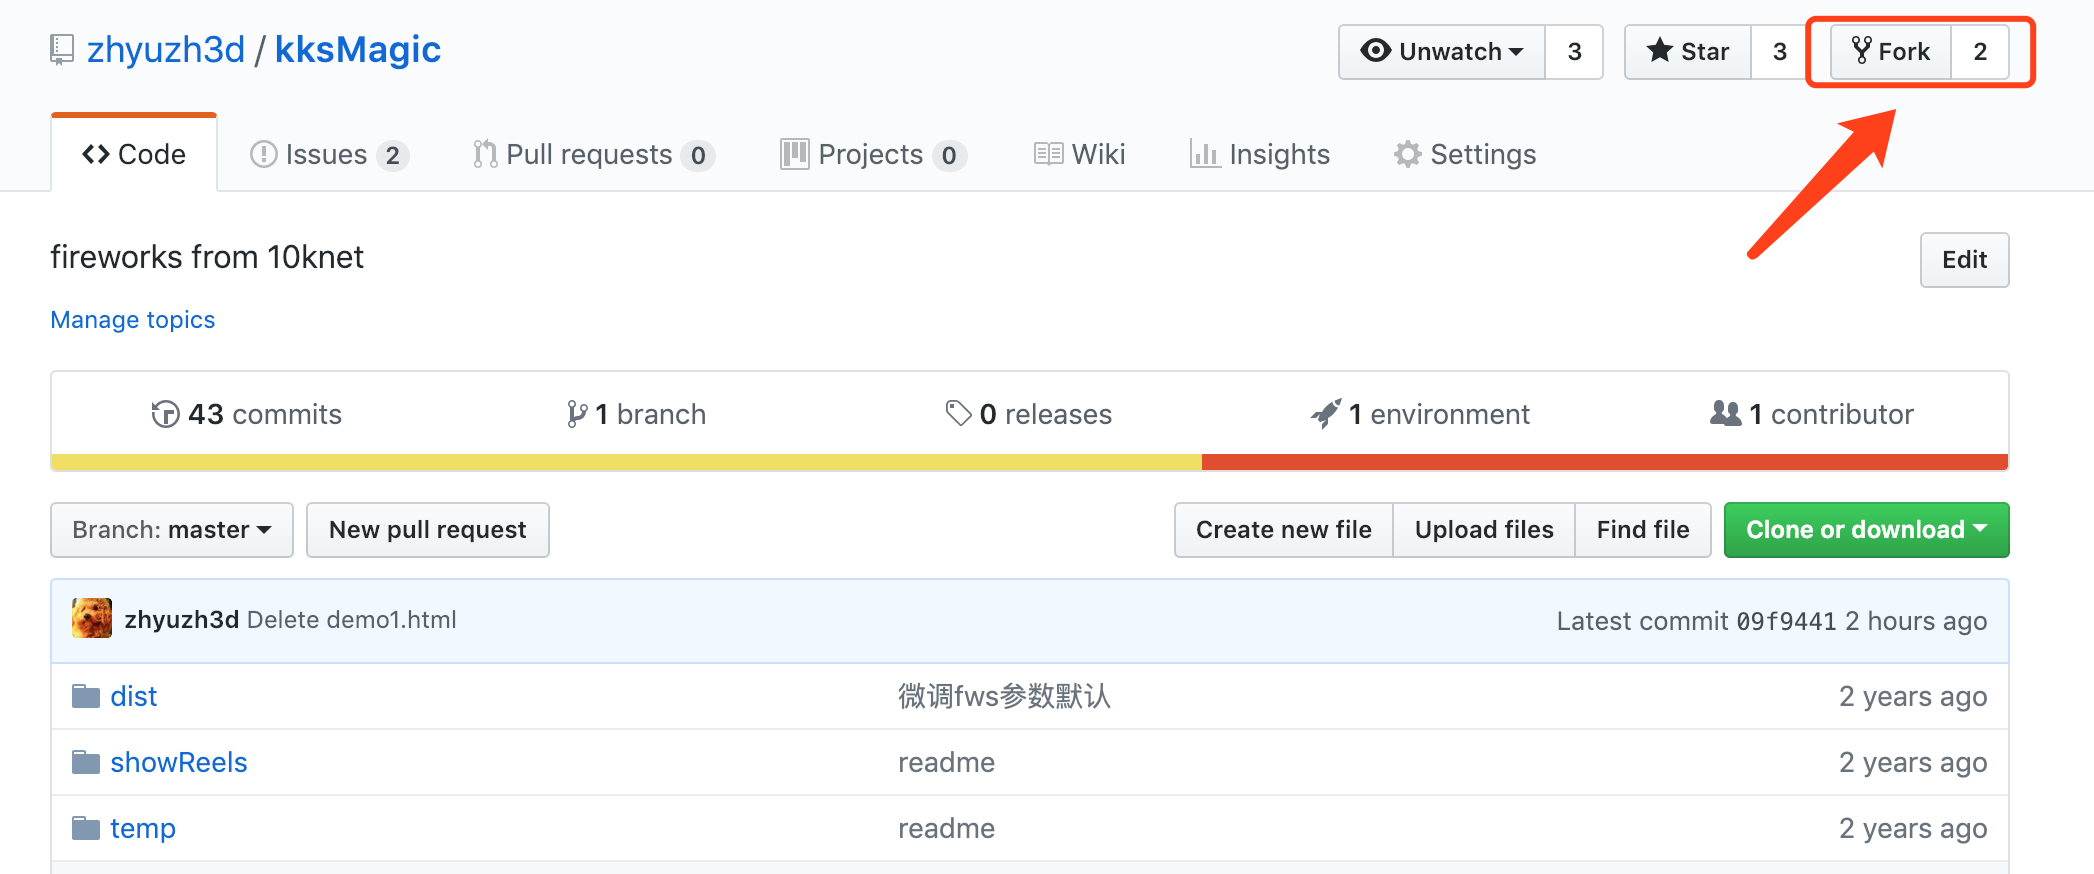 zhyuzh3d / kksMagic
Unwatch 3
Star 3
Fork 2
Code
Issues 2
Pull requests 0
Projects 0
Wiki
Insights
Settings
fireworks from 10knet
Edit
Manage topics
43 commits
1 branch
0 releases
1 environment
1 contributor
Branch: master
New pull request
Create new file
Upload files
Find file
Clone or download
zhyuzh3d Delete demo1.html
Latest commit 09f9441 2 hours ago
dist 微调fws参数默认 2 years ago
showReels readme 2 years ago
temp readme 2 years ago